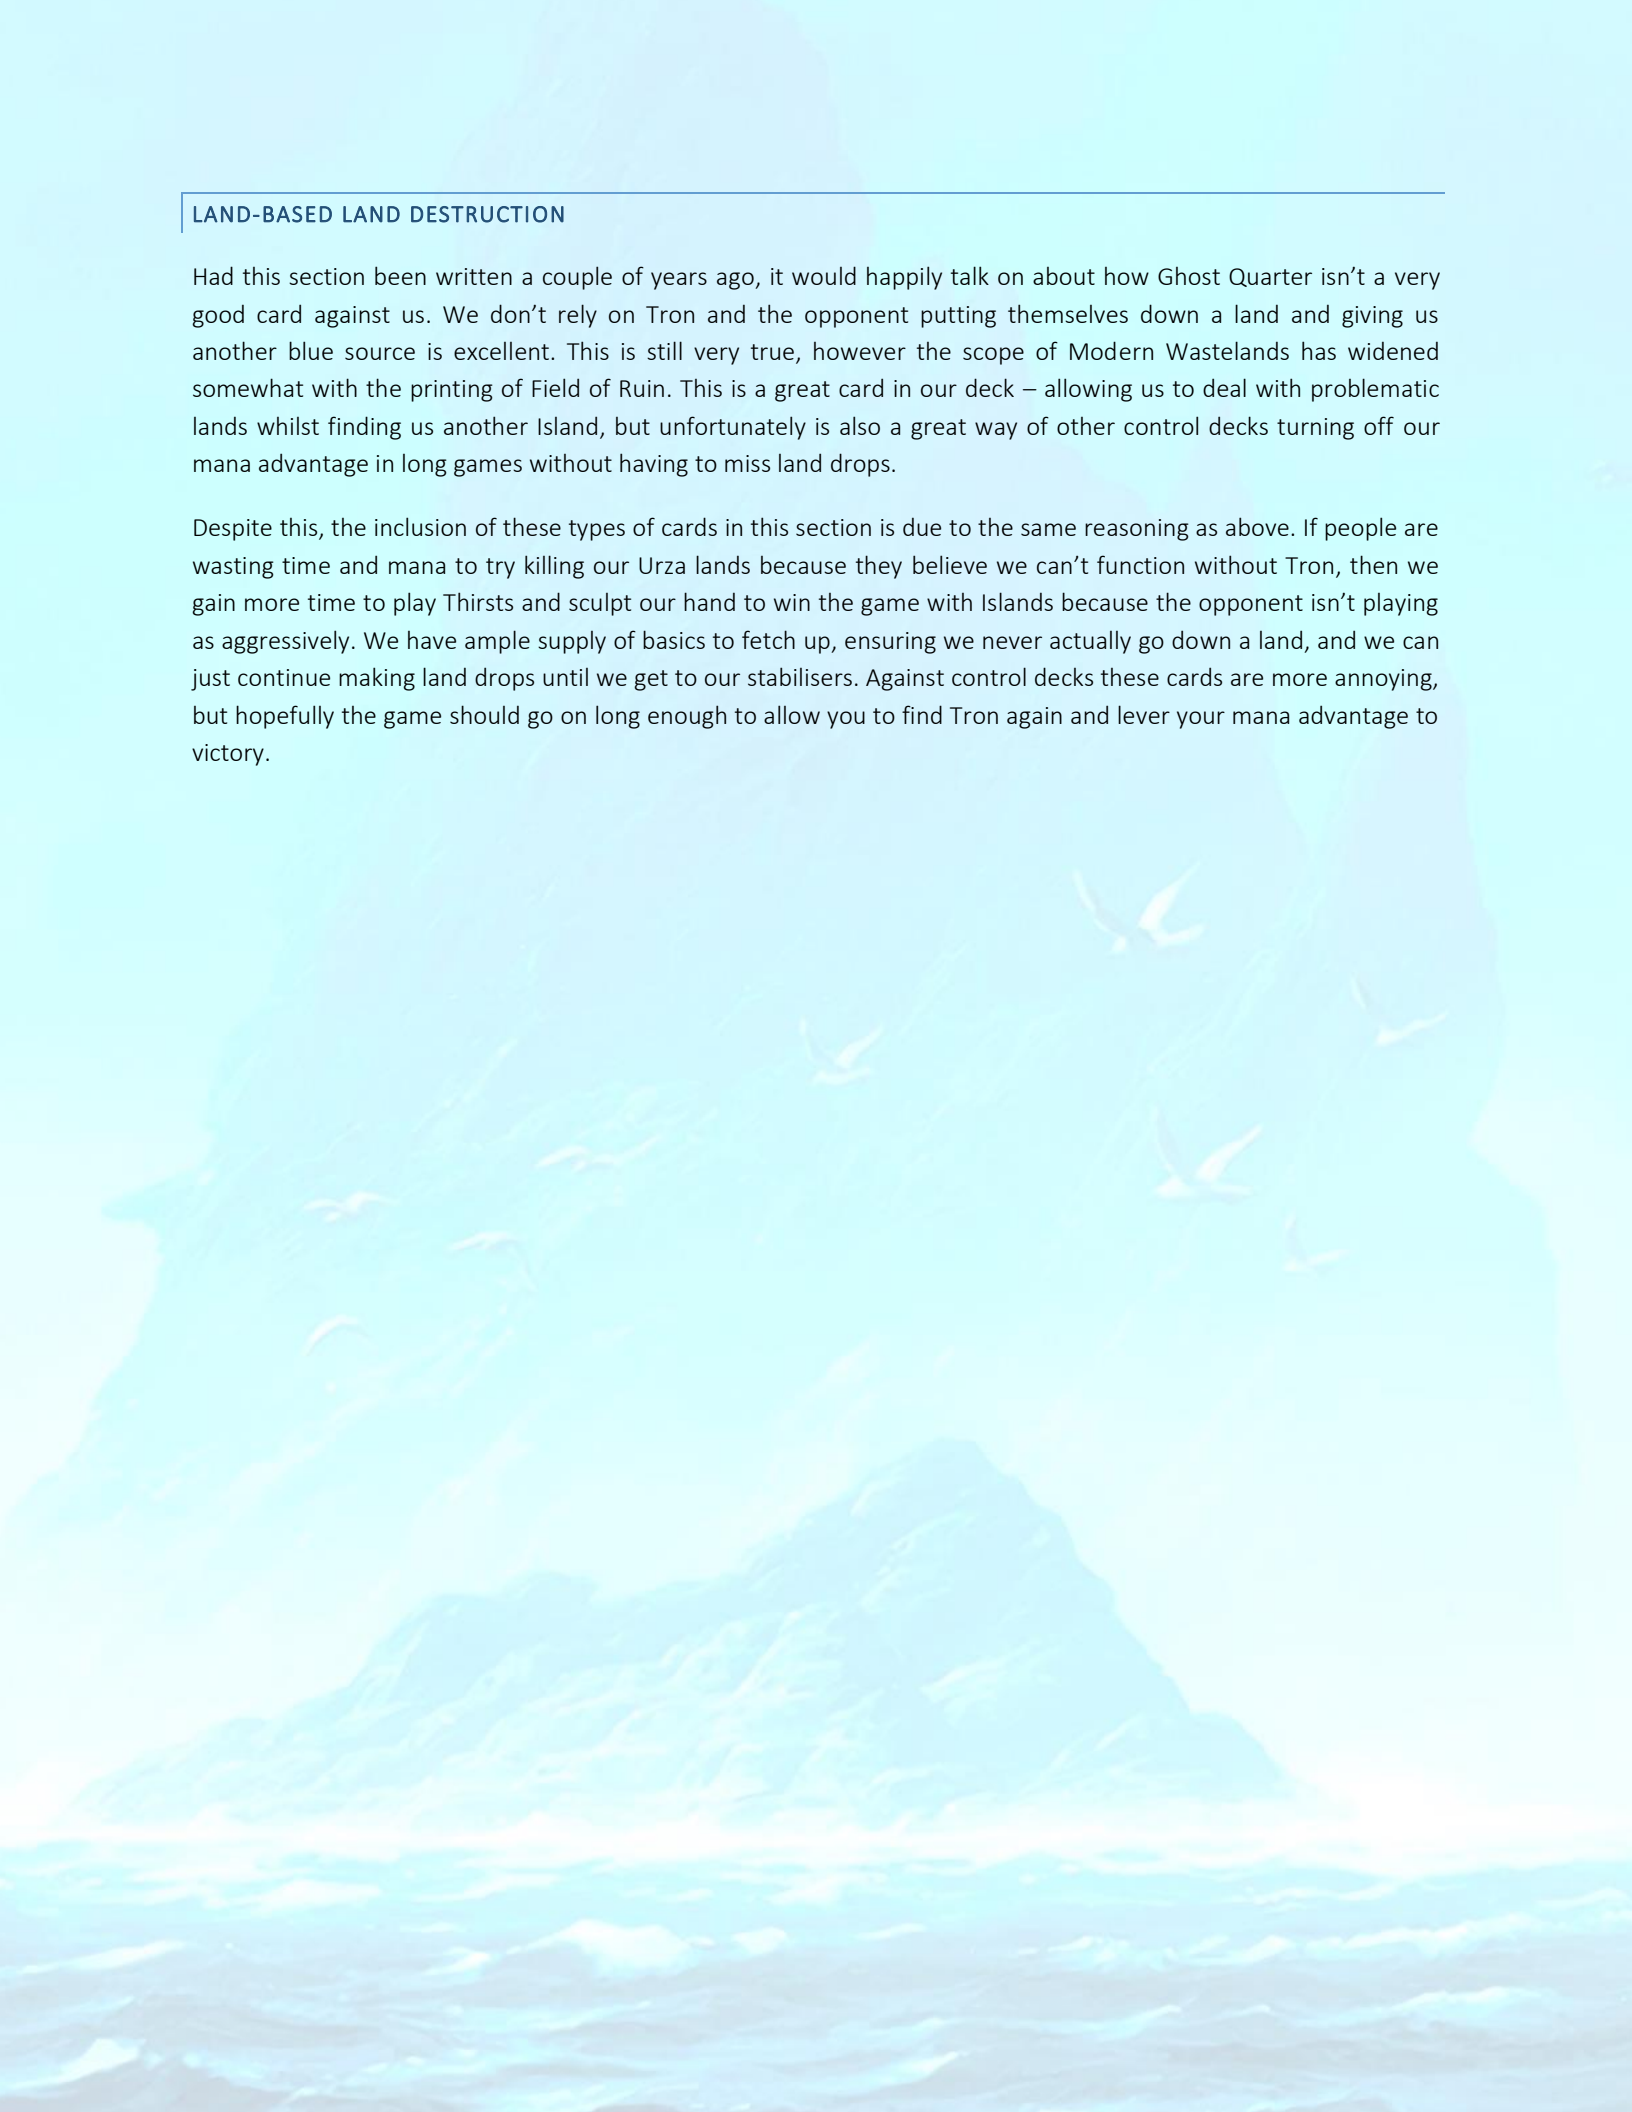 LAND-BASED LAND DESTRUCTION
Had this section been written a couple of years ago, it would happily talk on about how Ghost Quarter isn’t a very
good card against us. We don’t rely on Tron and the opponent putting themselves down a land and giving us
another blue source is excellent. This is still very true, however the scope of Modern Wastelands has widened
somewhat with the printing of Field of Ruin. This is a great card in our deck – allowing us to deal with problematic
lands whilst finding us another Island, but unfortunately is also a great way of other control decks turning off our
mana advantage in long games without having to miss land drops.
Despite this, the inclusion of these types of cards in this section is due to the same reasoning as above. If people are
wasting time and mana to try killing our Urza lands because they believe we can’t function without Tron, then we
gain more time to play Thirsts and sculpt our hand to win the game with Islands because the opponent isn’t playing
as aggressively. We have ample supply of basics to fetch up, ensuring we never actually go down a land, and we can
just continue making land drops until we get to our stabilisers. Against control decks these cards are more annoying,
but hopefully the game should go on long enough to allow you to find Tron again and lever your mana advantage to
victory.